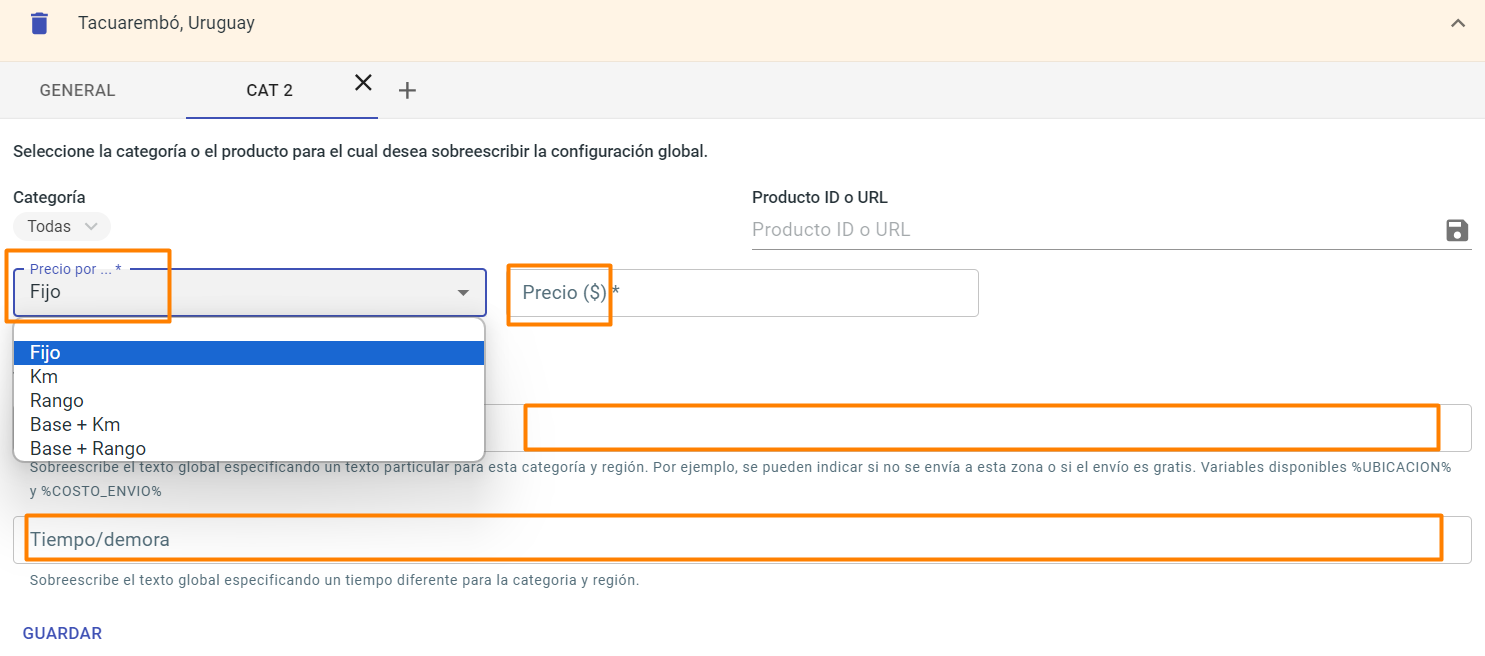 Tacuarembó, Uruguay
GENERAL
CAT 2
Seleccione la categoría o el producto para el cual desea sobreescribir la configuración global.
Categoría
Todas
Producto ID o URL
Producto ID o URL
Precio por ... *
Fijo
Precio ($) *
Fijo
Km
Rango
Base + Km
Base + Rango
Sobreescribe el texto global especificando un texto particular para esta categoría y región. Por ejemplo, se pueden indicar si no se envía a esta zona o si el envío es gratis. Variables disponibles %UBICACION%
y %COSTO_ENVIO%
Tiempo/demora
Sobreescribe el texto global especificando un tiempo diferente para la categoria y región.
GUARDAR